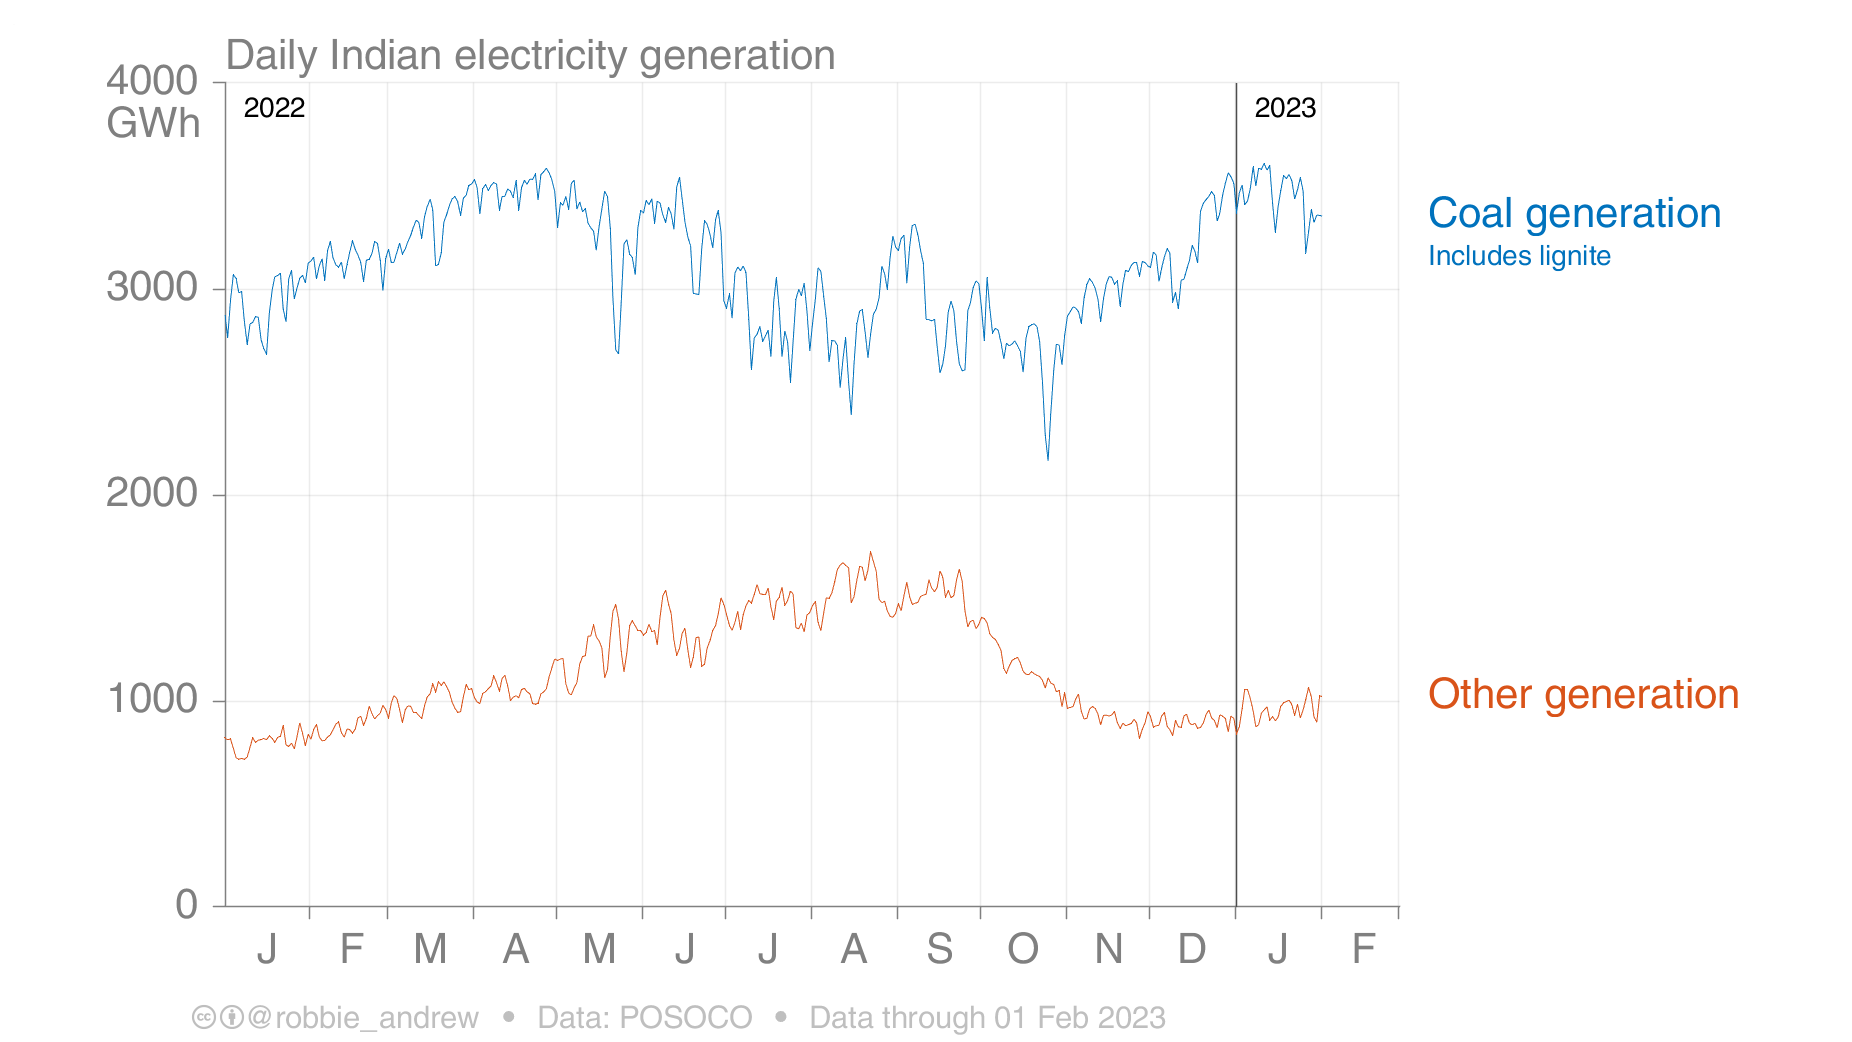 Daily Indian electricity generation
4000
GWh
2022
2023
3000
2000
1000
0
Coal generation
Includes lignite
Other generation
J F M A M J J A S O N D J F
cc @robbie_andrew • Data: POSOCO • Data through 01 Feb 2023